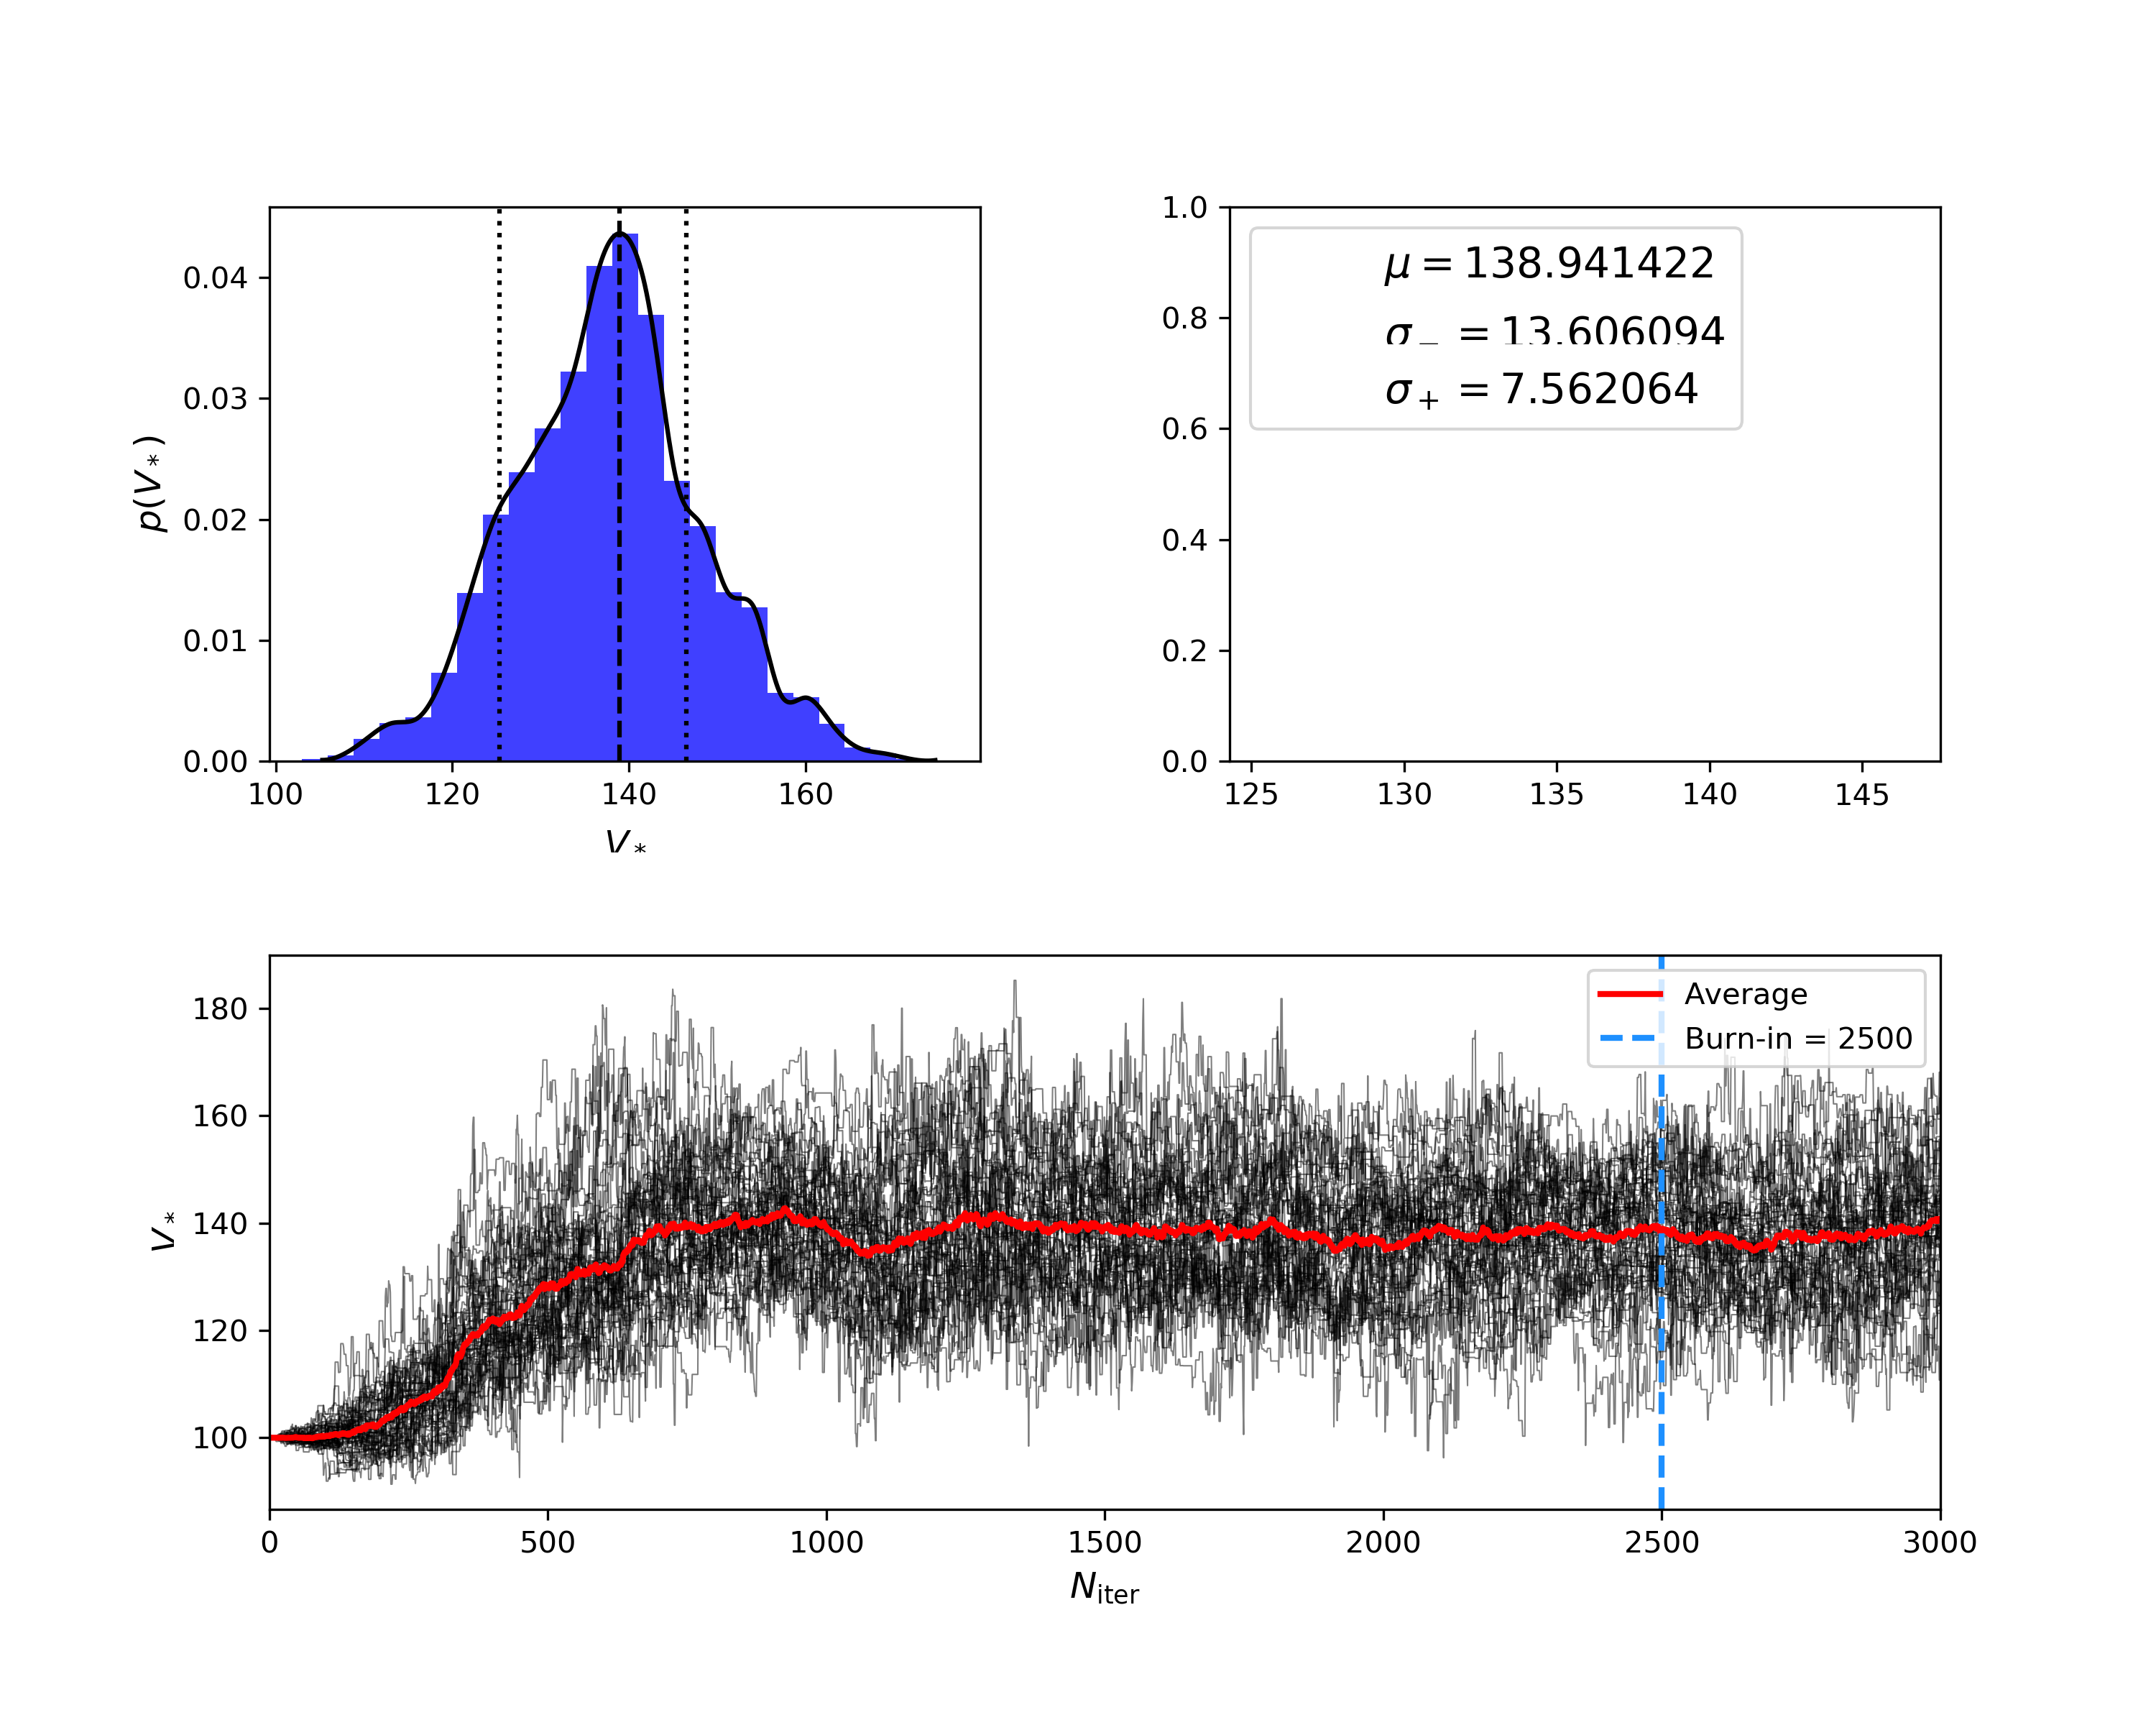 0.04
0.03
0.02
0.01
0.00
p(V*)
100 120 140 160
V*
1.0
0.8
0.6
0.4
0.2
0.0
μ = 138.941422
σ− = 13.606094
σ+ = 7.562064
125 130 135 140 145
180
160
140
120
100
V*
Average
Burn-in = 2500
0 500 1000 1500 2000 2500 3000
Niter